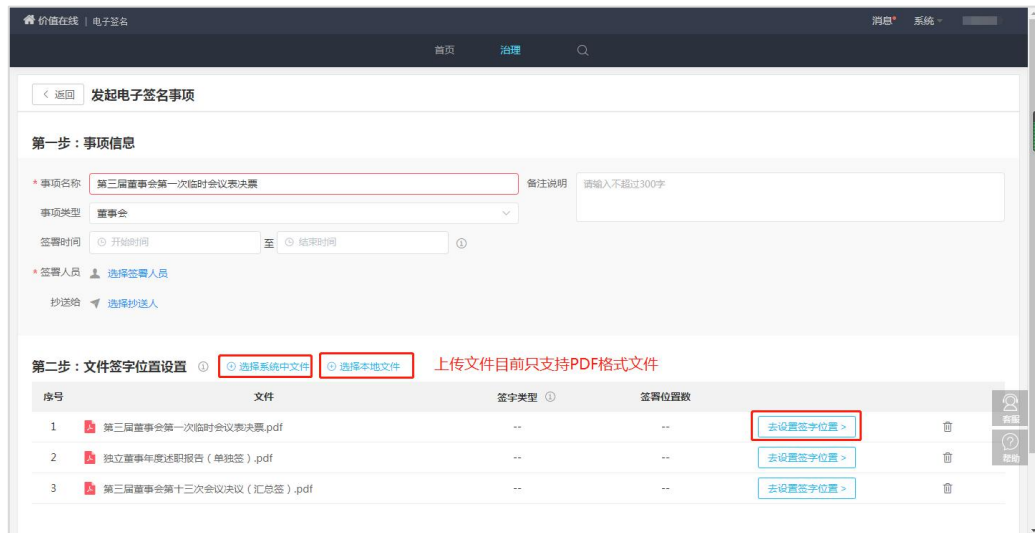 价值在线 | 电子签名 消息 系统
首页 治理
< 返回 发起电子签名事项
第一步：事项信息
* 事项名称 第三届董事会第一次临时会议表决票 备注说明 请输入不超过300字
事项类型 董事会
签署时间 开始时间 至 结束时间
* 签署人员 选择签署人员
抄送给 选择抄送人
第二步：文件签字位置设置 选择系统中文件 选择本地文件 上传文件目前只支持PDF格式文件
序号 文件 签字类型 签署位置数
1 第三届董事会第一次临时会议表决票.pdf -- -- 去设置签字位置 >
2 独立董事年度述职报告（单独签）.pdf -- -- 去设置签字位置 >
3 第三届董事会第十三次会议决议（汇总签）.pdf -- -- 去设置签字位置 >
客服
帮助